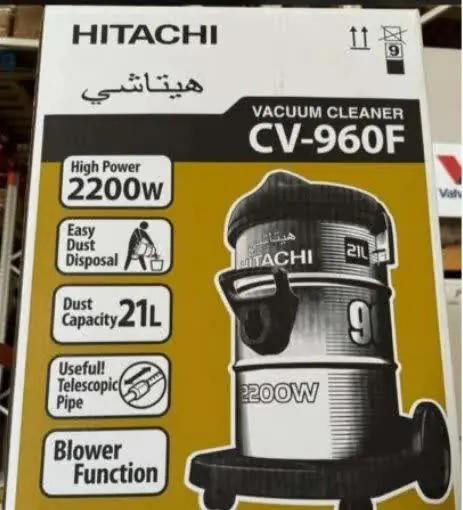 HITACHI
9
هيتاشي
VACUUM CLEANER
CV-960F
High Power
2200W
Easy
Dust
Disposal
Dust
Capacity 21L
Useful!
Telescopic
Pipe
Blower
Function
هيتاشي
HITACHI
21L
2200W